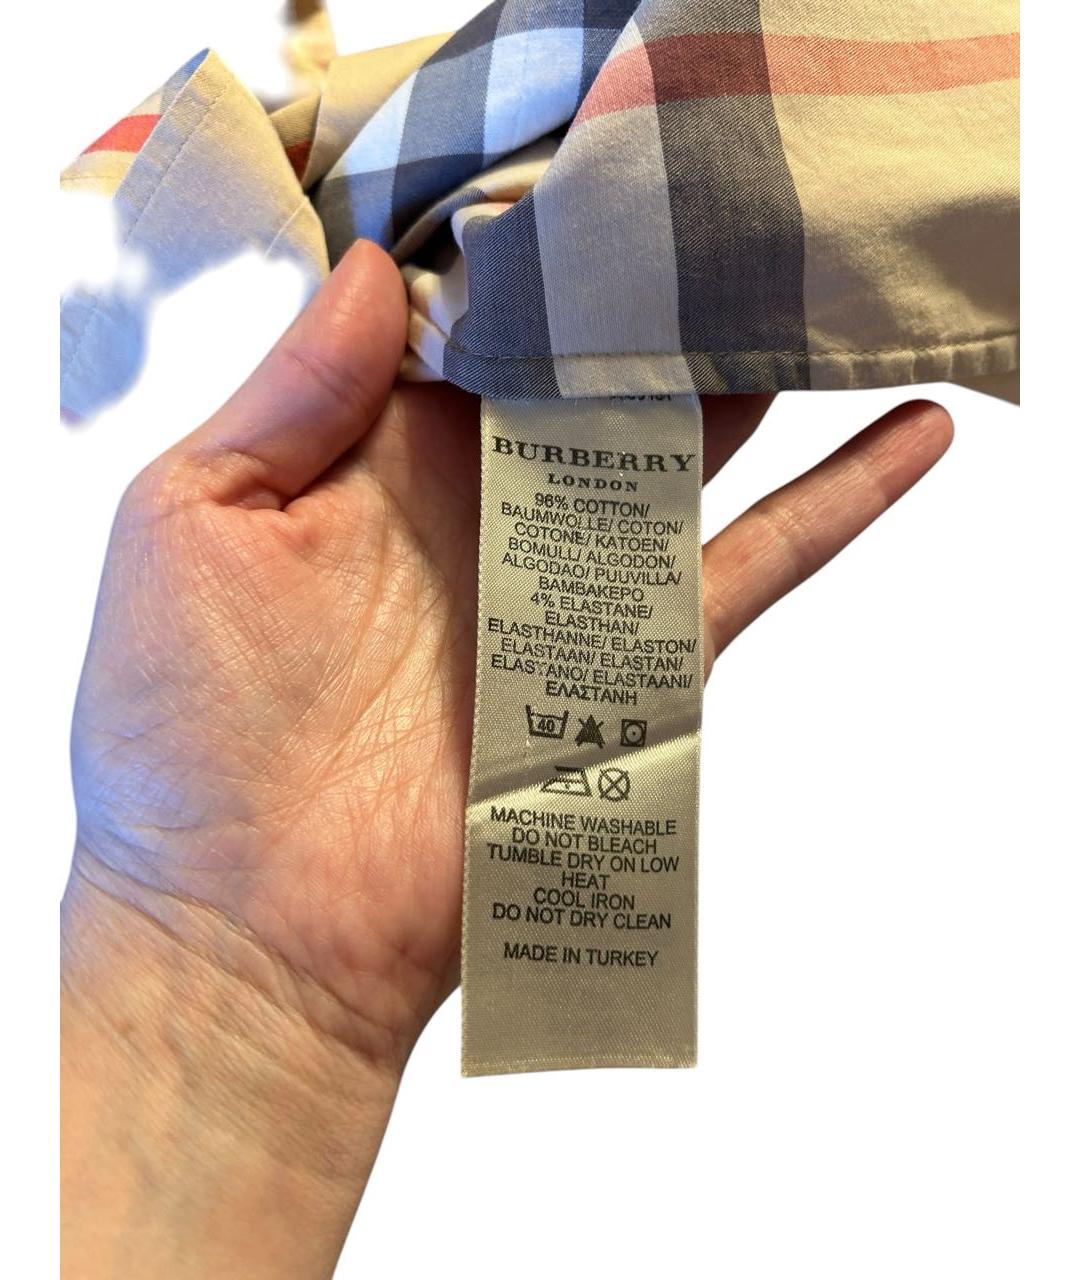 BURBERRY
LONDON
96% COTTON/
BAUMWOLLE/ COTON/
COTONE/ KATOEN/
BOMULL/ ALGODON/
ALGODAO/ PUUVILLA/
BAMBAKEPO
4% ELASTANE/
ELASTHAN/
ELASTHANNE/ ELASTON/
ELASTAAN/ ELASTAN/
ELASTANO/ ELASTAANI/
ΕΛΑΣΤΑΝΗ
40
MACHINE WASHABLE
DO NOT BLEACH
TUMBLE DRY ON LOW
HEAT
COOL IRON
DO NOT DRY CLEAN
MADE IN TURKEY